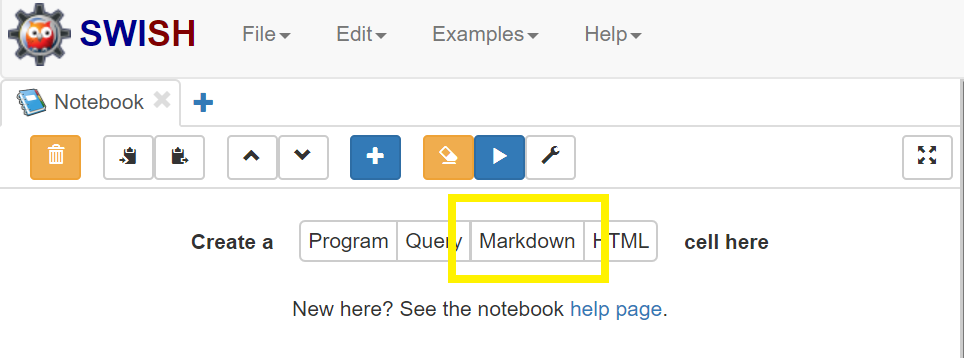 SWISH File Edit Examples Help
Notebook
Create a Program Query Markdown HTML cell here
New here? See the notebook help page.